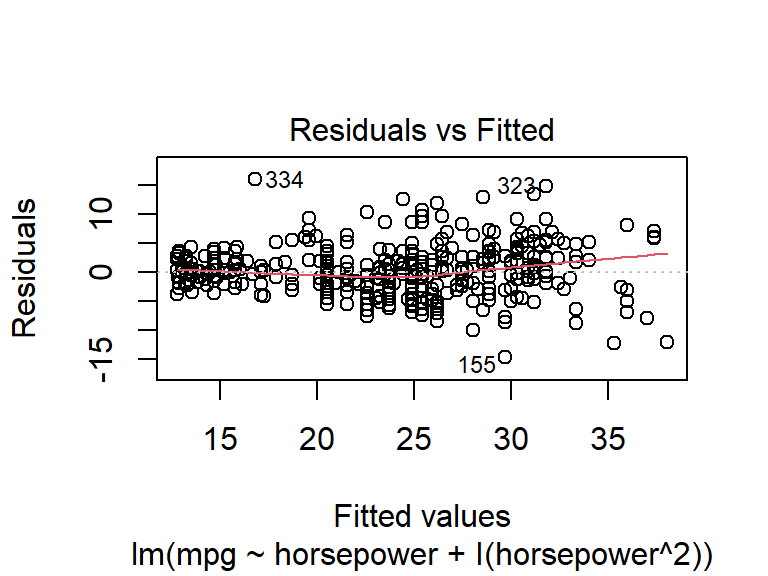 Residuals vs Fitted
Residuals
10
0
-15
334
323
155
15 20 25 30 35
Fitted values
lm(mpg ~ horsepower + I(horsepower^2))